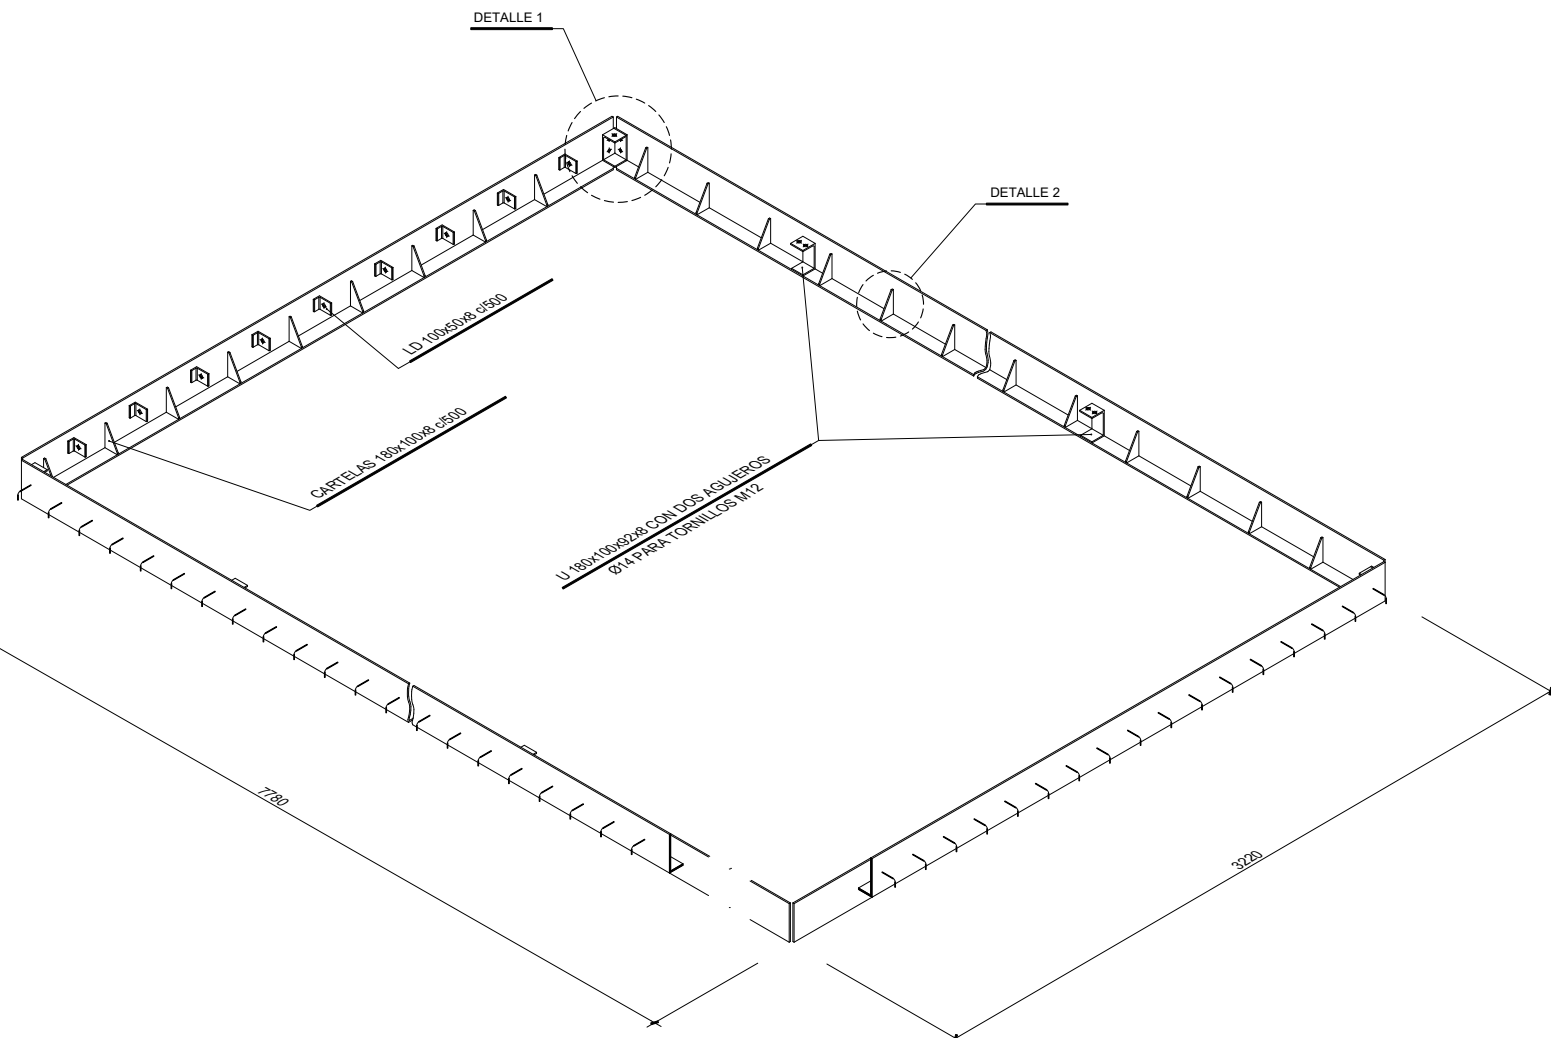 DETALLE 1
DETALLE 2
LD 100x50x8 c/500
CARTELAS 180x100x8 c/500
U 180x100x92x8 CON DOS AGUJEROS
Ø14 PARA TORNILLOS M12
7780
3220